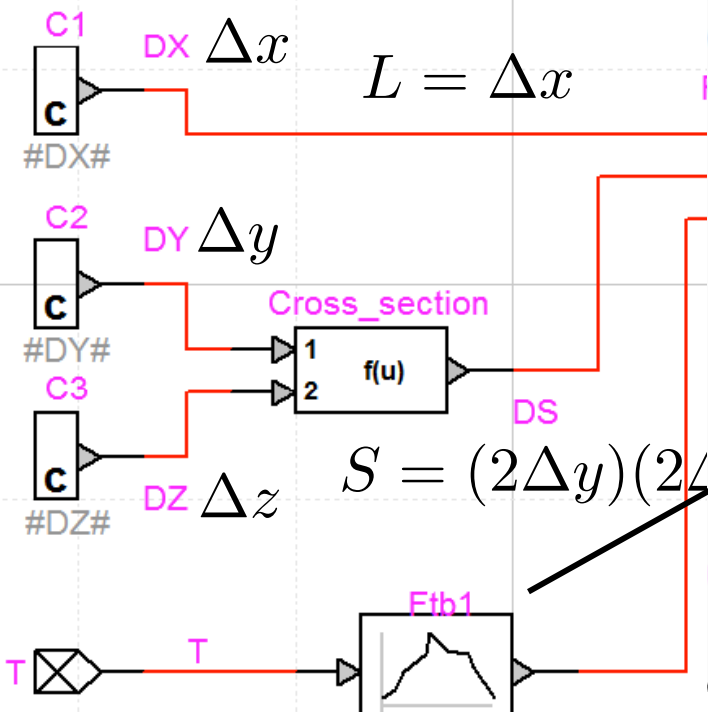 C1
DX Δx
L = Δx
C
#DX#
C2
DY Δy
C
#DY#
Cross_section
1
f(u)
2
C3
DS
C
DZ Δz
#DZ#
S = (2Δy)(2Δ
Ftb1
T
T